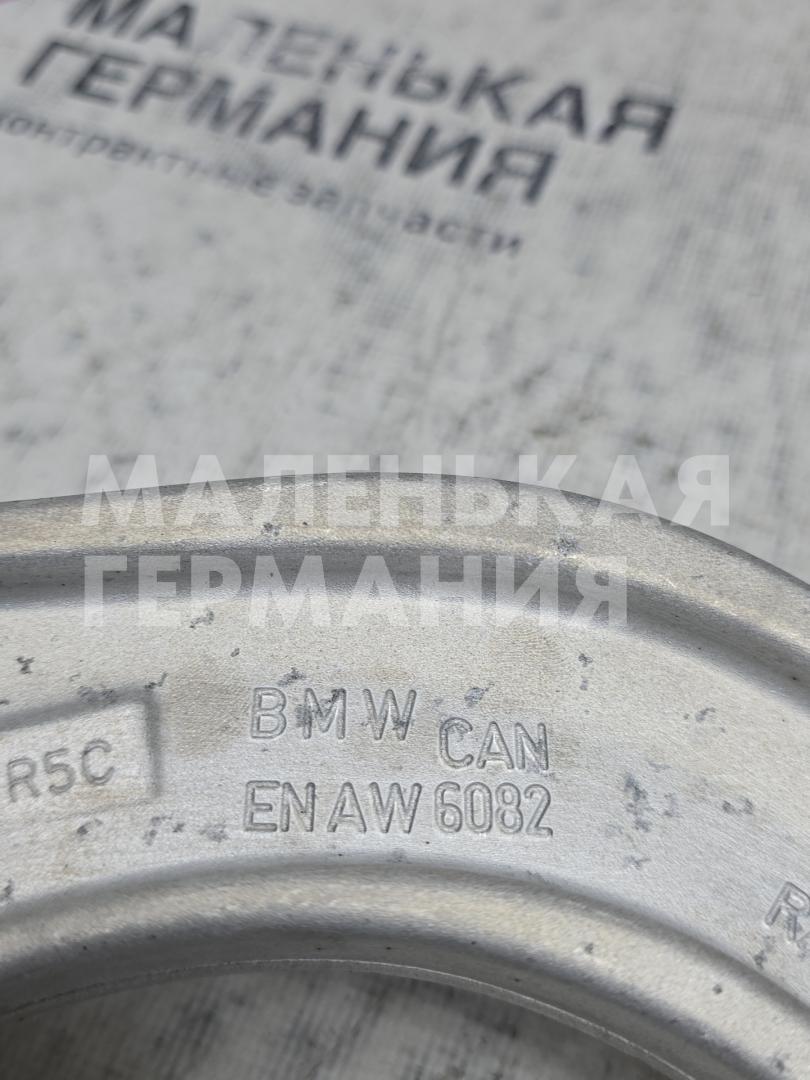 МАЛЕНЬКАЯ
ГЕРМАНИЯ
контрактные запчасти
МАЛЕНЬКАЯ
ГЕРМАНИЯ
BMW CAN
R5C
EN AW 6082